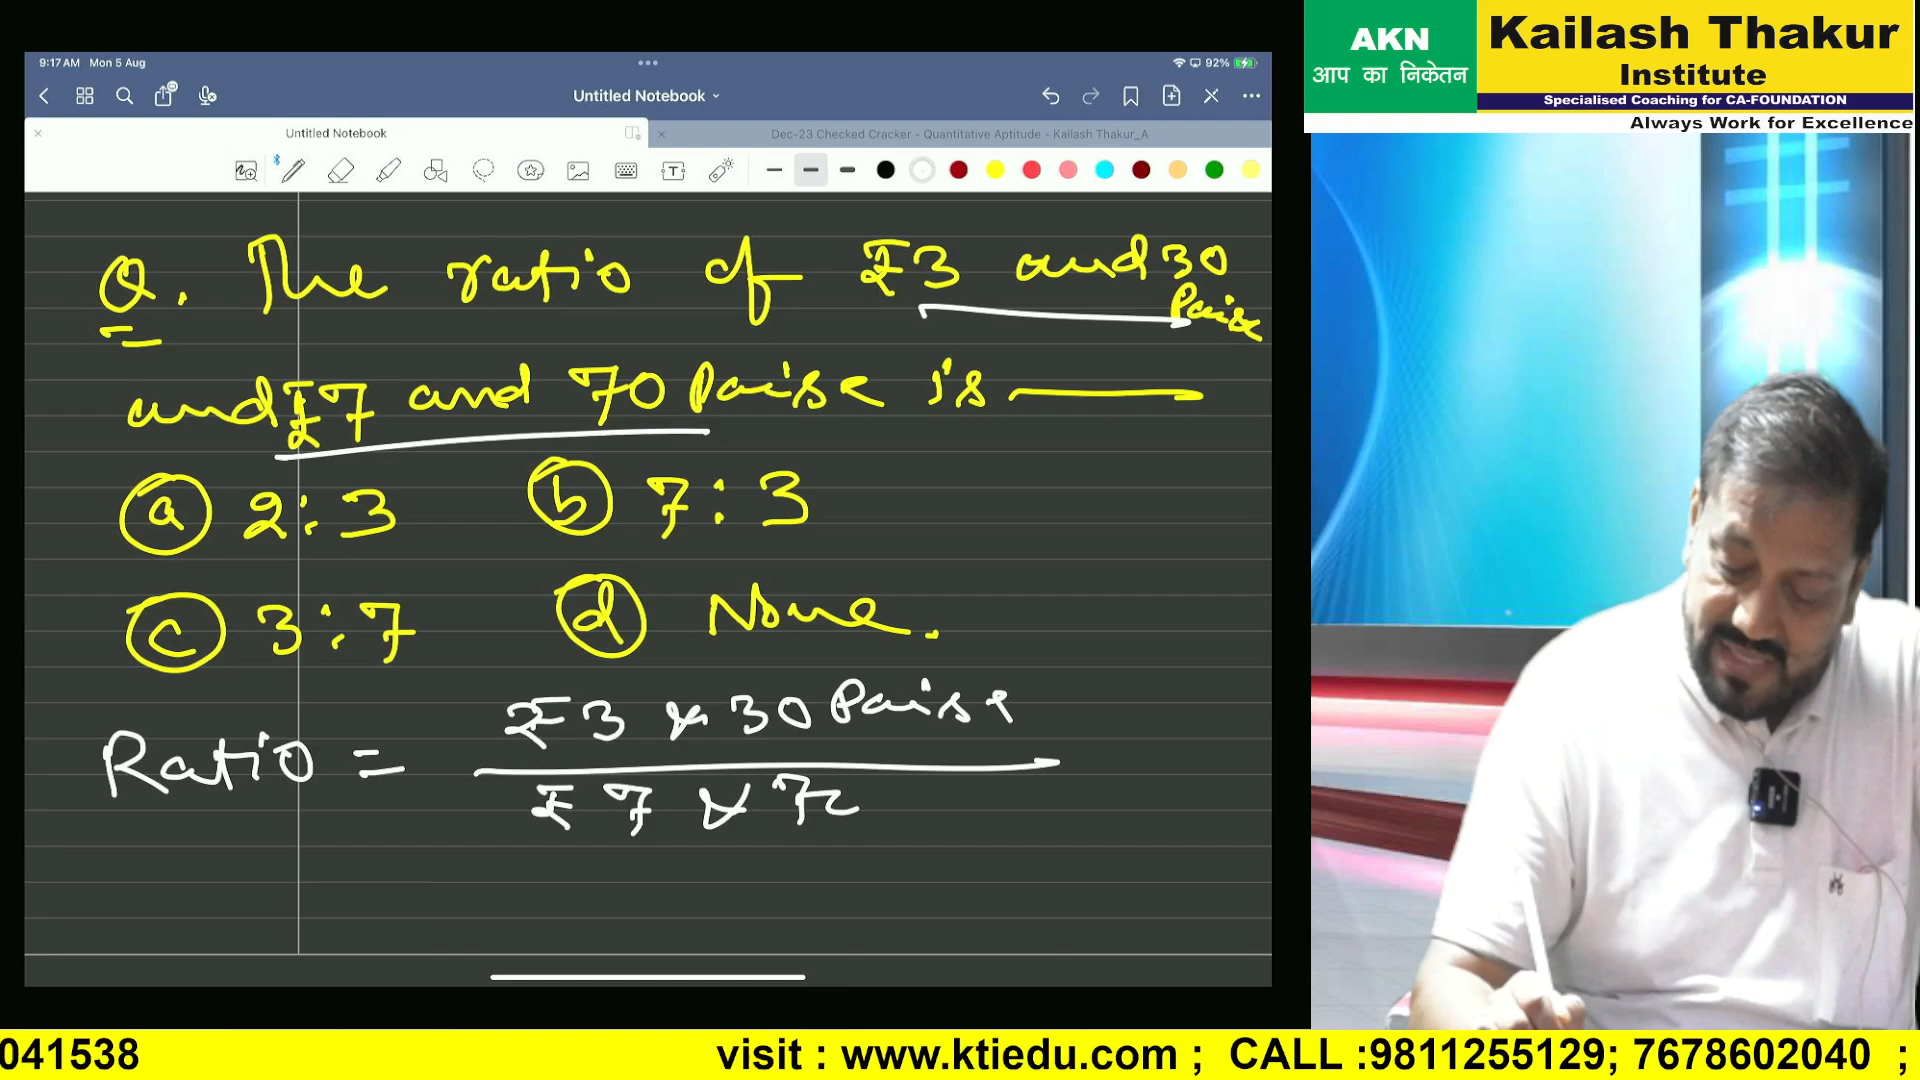 AKN
आप का निकेतन
Kailash Thakur
Institute
Specialised Coaching for CA-FOUNDATION
Always Work for Excellence
9:17 AM Mon 5 Aug
92%
Untitled Notebook
Untitled Notebook
Dec-23 Checked Cracker - Quantitative Aptitude - Kailash Thakur_A
Q. The ratio of ₹3 and 30 Paise
and ₹7 and 70 Paise is
(a) 2:3 (b) 7:3
(c) 3:7 (d) None.
Ratio = ₹3 & 30 Paise
₹7 & 7
041538 visit : www.ktiedu.com ; CALL :9811255129; 7678602040 ;